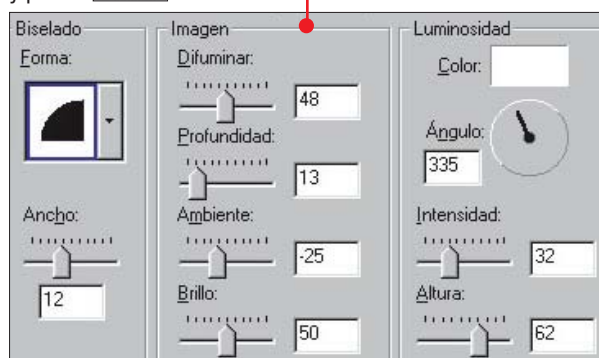 Biselado
Forma:
Ancho:
12
Imagen
Difuminar:
48
Profundidad:
13
Ambiente:
-25
Brillo:
50
Luminosidad
Color:
Ángulo:
335
Intensidad:
32
Altura:
62